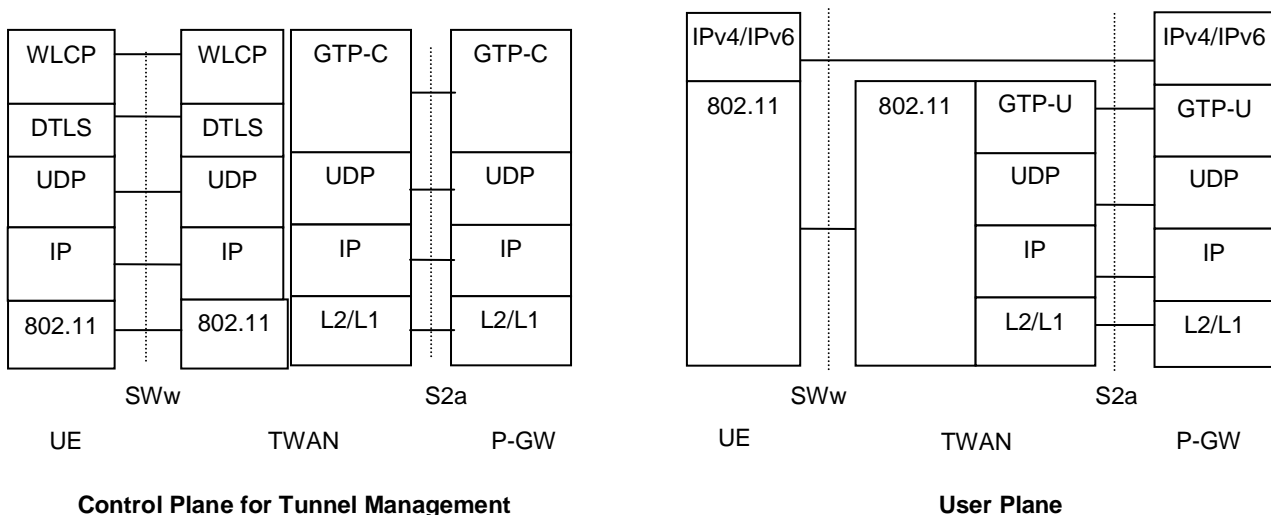 WLCP WLCP GTP-C GTP-C
DTLS DTLS
UDP UDP UDP UDP
IP IP IP IP
802.11 802.11 L2/L1 L2/L1
SWw S2a
UE TWAN P-GW
Control Plane for Tunnel Management
IPv4/IPv6 IPv4/IPv6
802.11 802.11 GTP-U GTP-U
UDP UDP
IP IP
L2/L1 L2/L1
SWw S2a
UE TWAN P-GW
User Plane